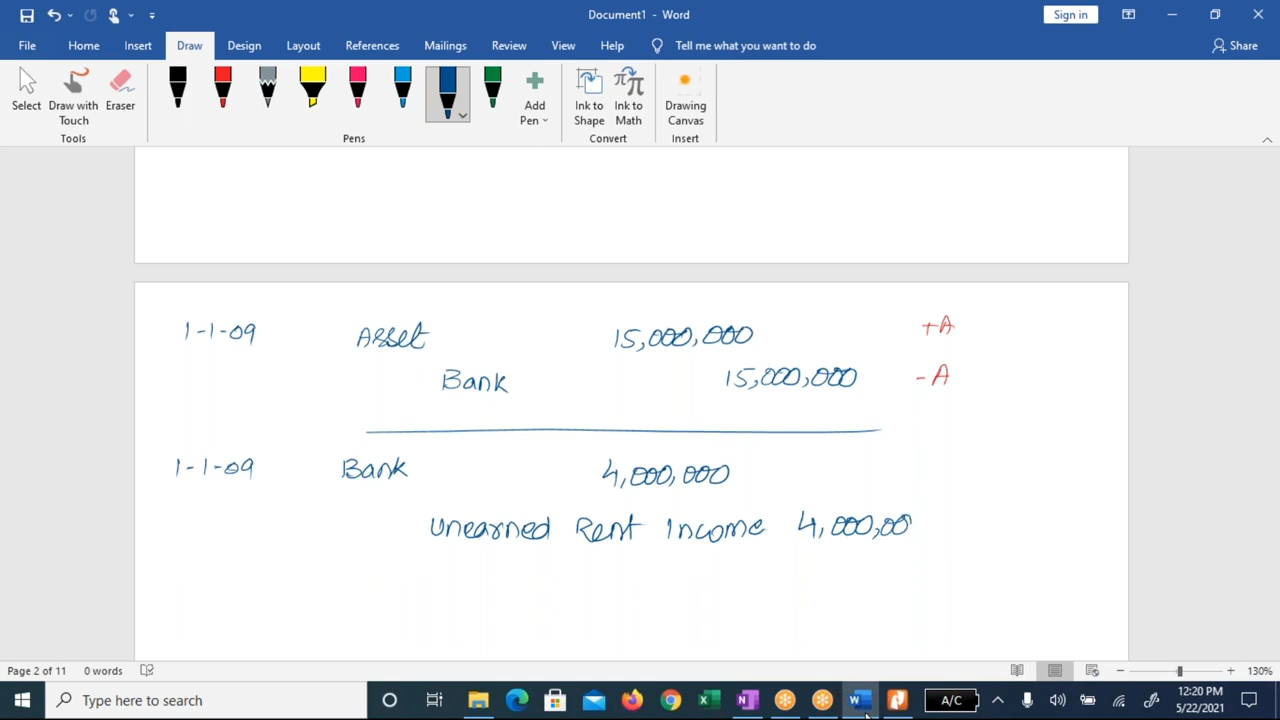 Document1 - Word
Sign in
File Home Insert Draw Design Layout References Mailings Review View Help Tell me what you want to do Share
Select Draw with Touch Eraser Add Pen Ink to Shape Ink to Math Drawing Canvas
Tools Pens Convert Insert
1-1-09 Asset 15,000,000 +A
Bank 15,000,000 -A
1-1-09 Bank 4,000,000
Unearned Rent Income 4,000,00
Page 2 of 11 0 words 130%
Type here to search A/C 12:20 PM
5/22/2021